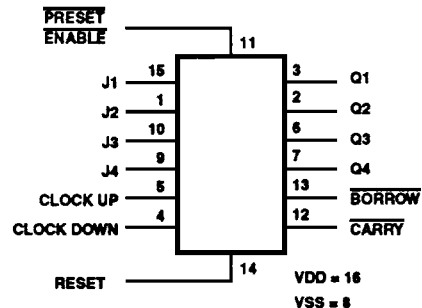 PRESET
ENABLE
11
J1 15 3 Q1
J2 1 2 Q2
J3 10 6 Q3
J4 9 7 Q4
CLOCK UP 5 13 BORROW
CLOCK DOWN 4 12 CARRY
RESET 14
VDD = 16
VSS = 8